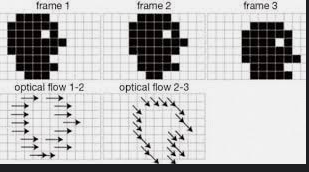 frame 1 frame 2 frame 3
optical flow 1-2 optical flow 2-3